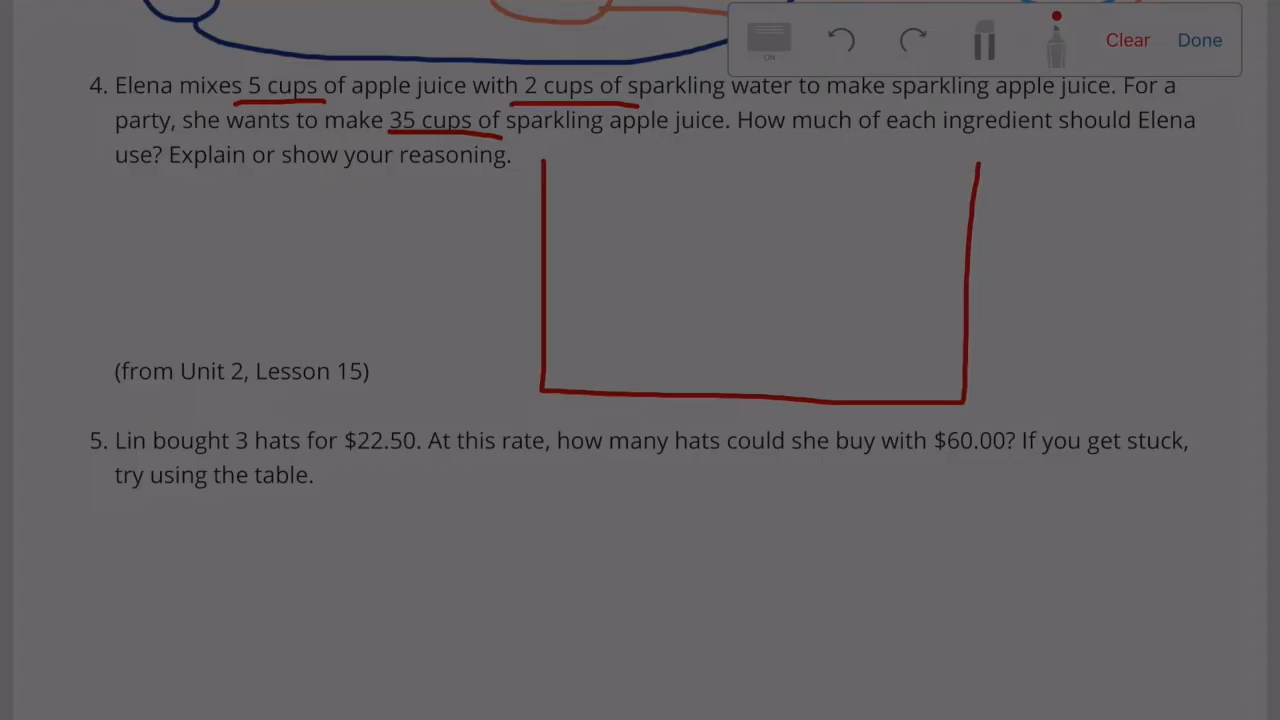 ON
Clear
Done
4. Elena mixes 5 cups of apple juice with 2 cups of sparkling water to make sparkling apple juice. For a
party, she wants to make 35 cups of sparkling apple juice. How much of each ingredient should Elena
use? Explain or show your reasoning.
(from Unit 2, Lesson 15)
5. Lin bought 3 hats for $22.50. At this rate, how many hats could she buy with $60.00? If you get stuck,
try using the table.